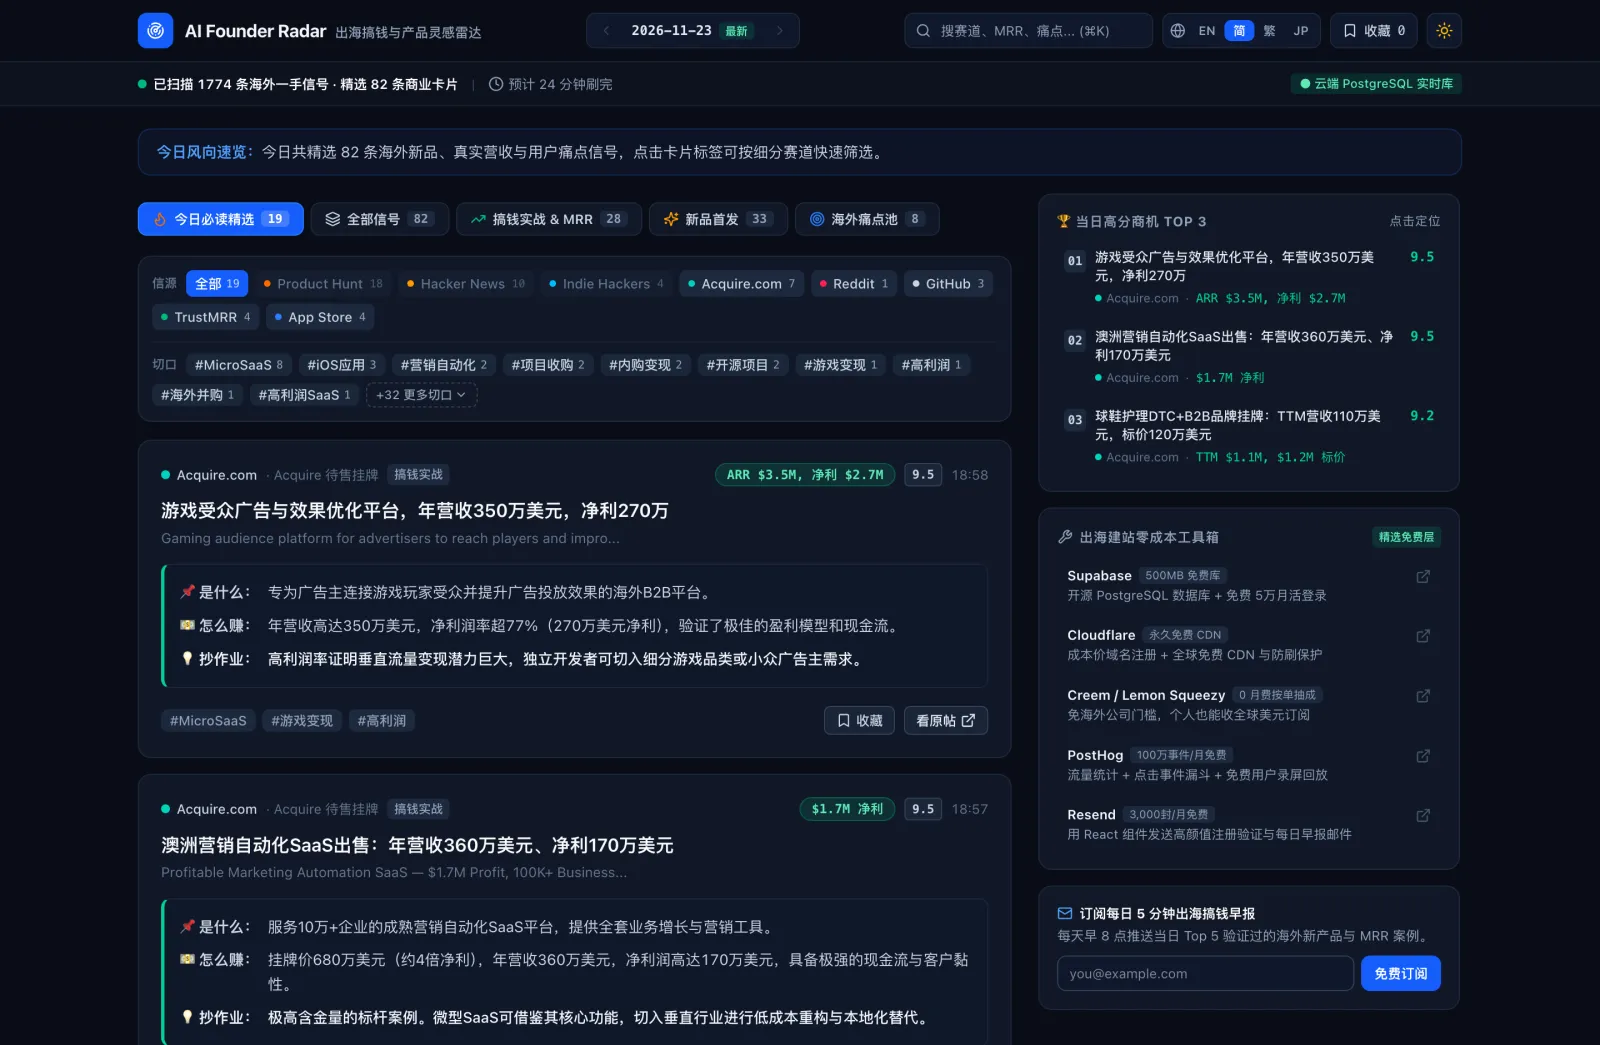 AI Founder Radar 出海搞钱与产品灵感雷达
2026-11-23 最新
搜赛道、MRR、痛点... (⌘K)
EN 简 繁 JP
收藏 0
已扫描 1774 条海外一手信号 · 精选 82 条商业卡片 | 预计 24 分钟刷完
云端 PostgreSQL 实时库
今日风向速览：今日共精选 82 条海外新品、真实营收与用户痛点信号，点击卡片标签可按细分赛道快速筛选。
今日必读精选 19
全部信号 82
搞钱实战 & MRR 28
新品首发 33
海外痛点池 8
信源 全部 19 Product Hunt 18 Hacker News 10 Indie Hackers 4 Acquire.com 7 Reddit 1 GitHub 3
TrustMRR 4 App Store 4
切口 #MicroSaaS 8 #iOS应用 3 #营销自动化 2 #项目收购 2 #内购变现 2 #开源项目 2 #游戏变现 1 #高利润 1
#海外并购 1 #高利润SaaS 1 +32 更多切口
Acquire.com · Acquire 待售挂牌 搞钱实战
ARR $3.5M, 净利 $2.7M 9.5 18:58
游戏受众广告与效果优化平台，年营收350万美元，净利270万
Gaming audience platform for advertisers to reach players and impro...
📌 是什么： 专为广告主连接游戏玩家受众并提升广告投放效果的海外B2B平台。
💵 怎么赚： 年营收高达350万美元，净利润率超77%（270万美元净利），验证了极佳的盈利模型和现金流。
💡 抄作业： 高利润率证明垂直流量变现潜力巨大，独立开发者可切入细分游戏品类或小众广告主需求。
#MicroSaaS #游戏变现 #高利润
收藏
看原帖
Acquire.com · Acquire 待售挂牌 搞钱实战
$1.7M 净利 9.5 18:57
澳洲营销自动化SaaS出售：年营收360万美元、净利170万美元
Profitable Marketing Automation SaaS — $1.7M Profit, 100K+ Business...
📌 是什么： 服务10万+企业的成熟营销自动化SaaS平台，提供全套业务增长与营销工具。
💵 怎么赚： 挂牌价680万美元（约4倍净利），年营收360万美元，净利润高达170万美元，具备极强的现金流与客户黏
性。
💡 抄作业： 极高含金量的标杆案例。微型SaaS可借鉴其核心功能，切入垂直行业进行低成本重构与本地化替代。
🏆 当日高分商机 TOP 3
点击定位
01 游戏受众广告与效果优化平台，年营收350万美 9.5
元，净利270万
Acquire.com · ARR $3.5M, 净利 $2.7M
02 澳洲营销自动化SaaS出售：年营收360万美元、净 9.5
利170万美元
Acquire.com · $1.7M 净利
03 球鞋护理DTC+B2B品牌挂牌：TTM营收110万美 9.2
元，标价120万美元
Acquire.com · TTM $1.1M, $1.2M 标价
出海建站零成本工具箱
精选免费层
Supabase 500MB 免费库
开源 PostgreSQL 数据库 + 免费 5万月活登录
Cloudflare 永久免费 CDN
成本价域名注册 + 全球免费 CDN 与防刷保护
Creem / Lemon Squeezy 0 月费按单抽成
免海外公司门槛，个人也能收全球美元订阅
PostHog 100万事件/月免费
流量统计 + 点击事件漏斗 + 免费用户录屏回放
Resend 3,000封/月免费
用 React 组件发送高颜值注册验证与每日早报邮件
订阅每日 5 分钟出海搞钱早报
每天早 8 点推送当日 Top 5 验证过的海外新产品与 MRR 案例。
you@example.com
免费订阅